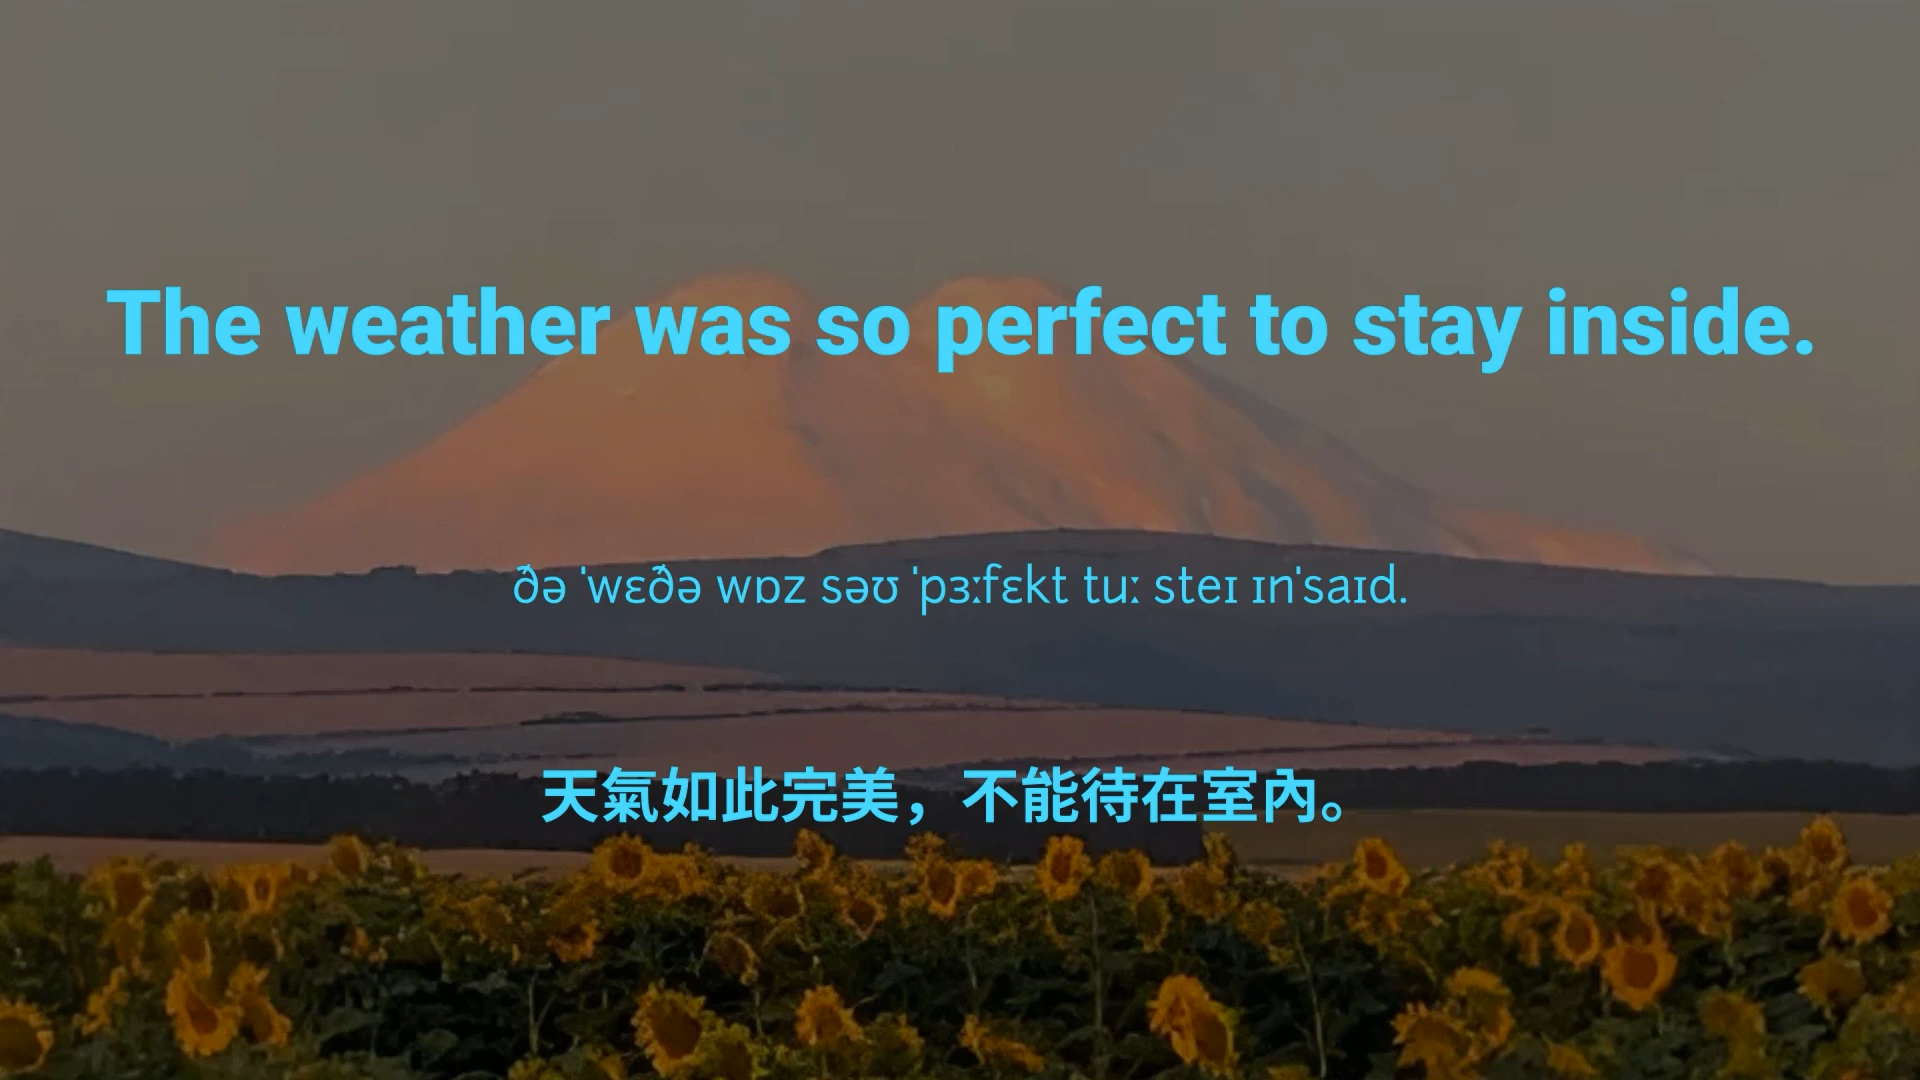 The weather was so perfect to stay inside.
ðə ˈwɛðə wɒz səʊ ˈpɜːfɛkt tuː steɪ ɪnˈsaɪd.
天氣如此完美，不能待在室內。